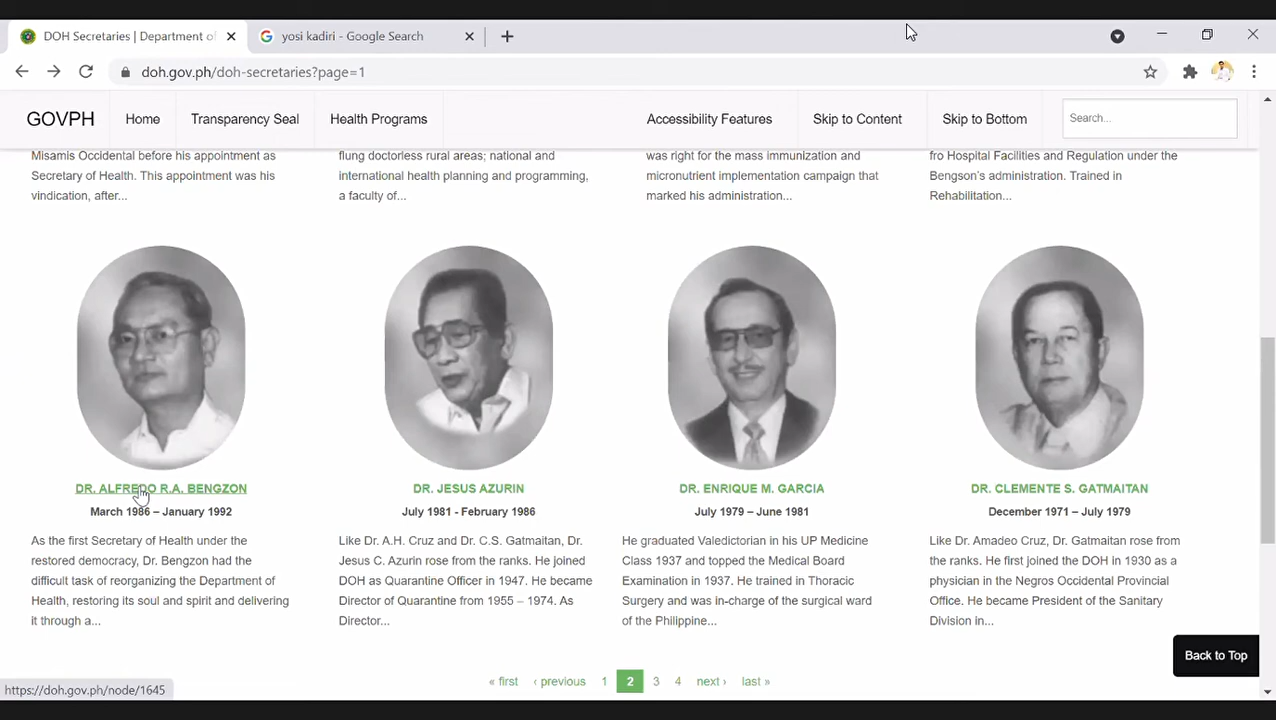 DOH Secretaries | Department of
yosi kadiri - Google Search
doh.gov.ph/doh-secretaries?page=1
GOVPH
Home
Transparency Seal
Health Programs
Accessibility Features
Skip to Content
Skip to Bottom
Search...
Misamis Occidental before his appointment as
Secretary of Health. This appointment was his
vindication, after...
flung doctorless rural areas; national and
international health planning and programming,
a faculty of...
was right for the mass immunization and
micronutrient implementation campaign that
marked his administration...
fro Hospital Facilities and Regulation under the
Bengson's administration. Trained in
Rehabilitation...
DR. ALFREDO R.A. BENGZON
March 1986 – January 1992
As the first Secretary of Health under the
restored democracy, Dr. Bengzon had the
difficult task of reorganizing the Department of
Health, restoring its soul and spirit and delivering
it through a...
DR. JESUS AZURIN
July 1981 - February 1986
Like Dr. A.H. Cruz and Dr. C.S. Gatmaitan, Dr.
Jesus C. Azurin rose from the ranks. He joined
DOH as Quarantine Officer in 1947. He became
Director of Quarantine from 1955 – 1974. As
Director...
DR. ENRIQUE M. GARCIA
July 1979 – June 1981
He graduated Valedictorian in his UP Medicine
Class 1937 and topped the Medical Board
Examination in 1937. He trained in Thoracic
Surgery and was in-charge of the surgical ward
of the Philippine...
DR. CLEMENTE S. GATMAITAN
December 1971 – July 1979
Like Dr. Amadeo Cruz, Dr. Gatmaitan rose from
the ranks. He first joined the DOH in 1930 as a
physician in the Negros Occidental Provincial
Office. He became President of the Sanitary
Division in...
Back to Top
« first ‹ previous 1 2 3 4 next › last »
https://doh.gov.ph/node/1645